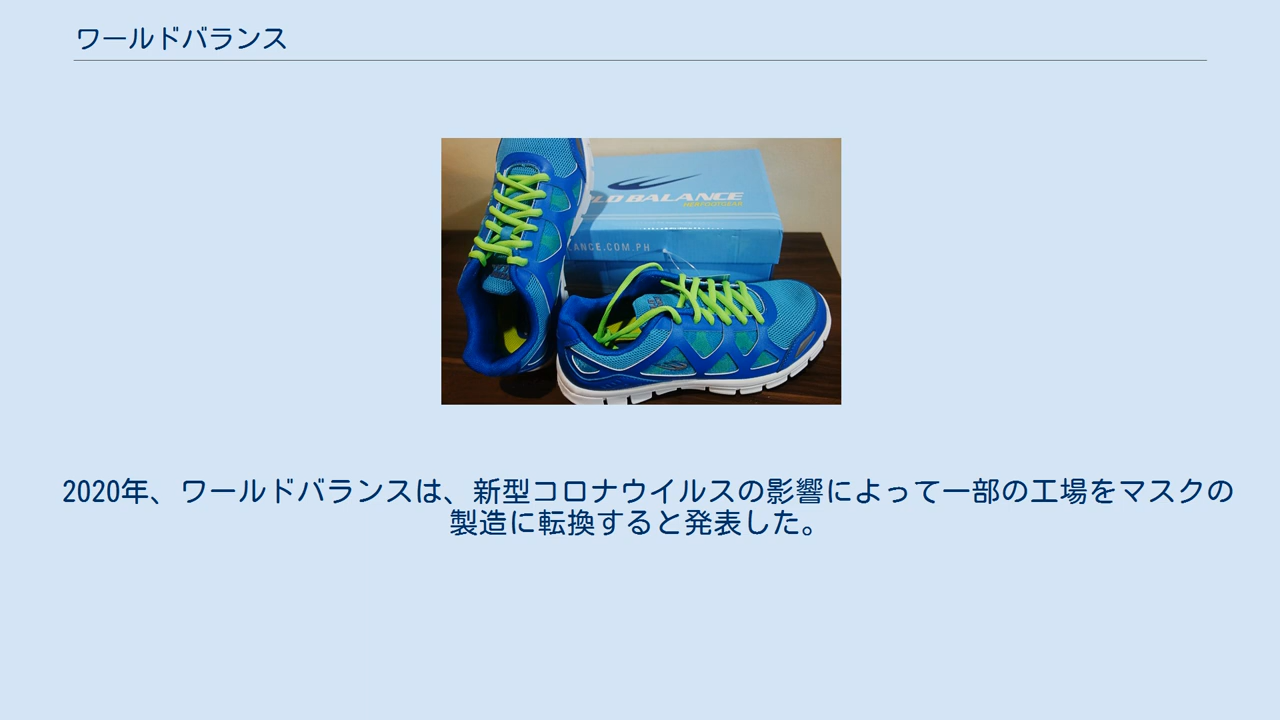 ワールドバランス
LD BALANCE
LANCE.COM.PH
2020年、ワールドバランスは、新型コロナウイルスの影響によって一部の工場をマスクの
製造に転換すると発表した。